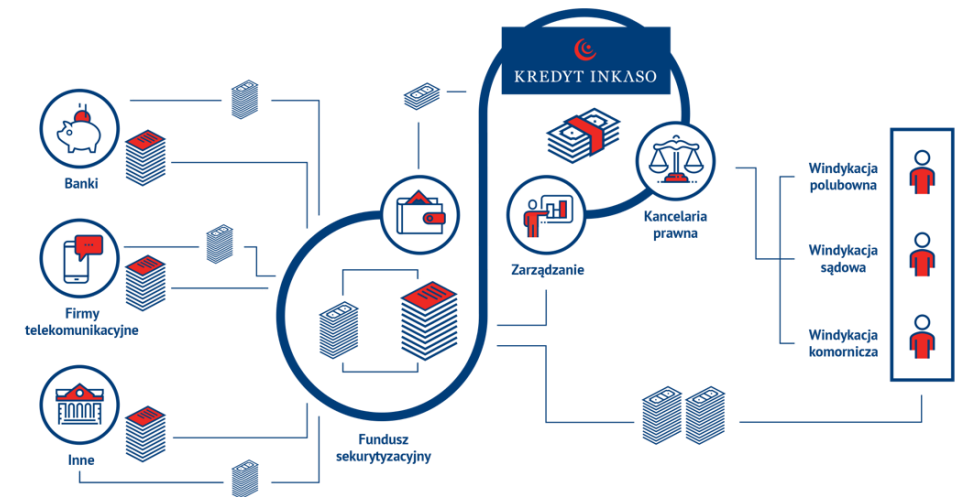 KREDYT INKASO
Banki
Firmy
telekomunikacyjne
Inne
Fundusz
sekurytyzacyjny
Zarządzanie
Kancelaria
prawna
Windykacja
polubowna
Windykacja
sądowa
Windykacja
komornicza